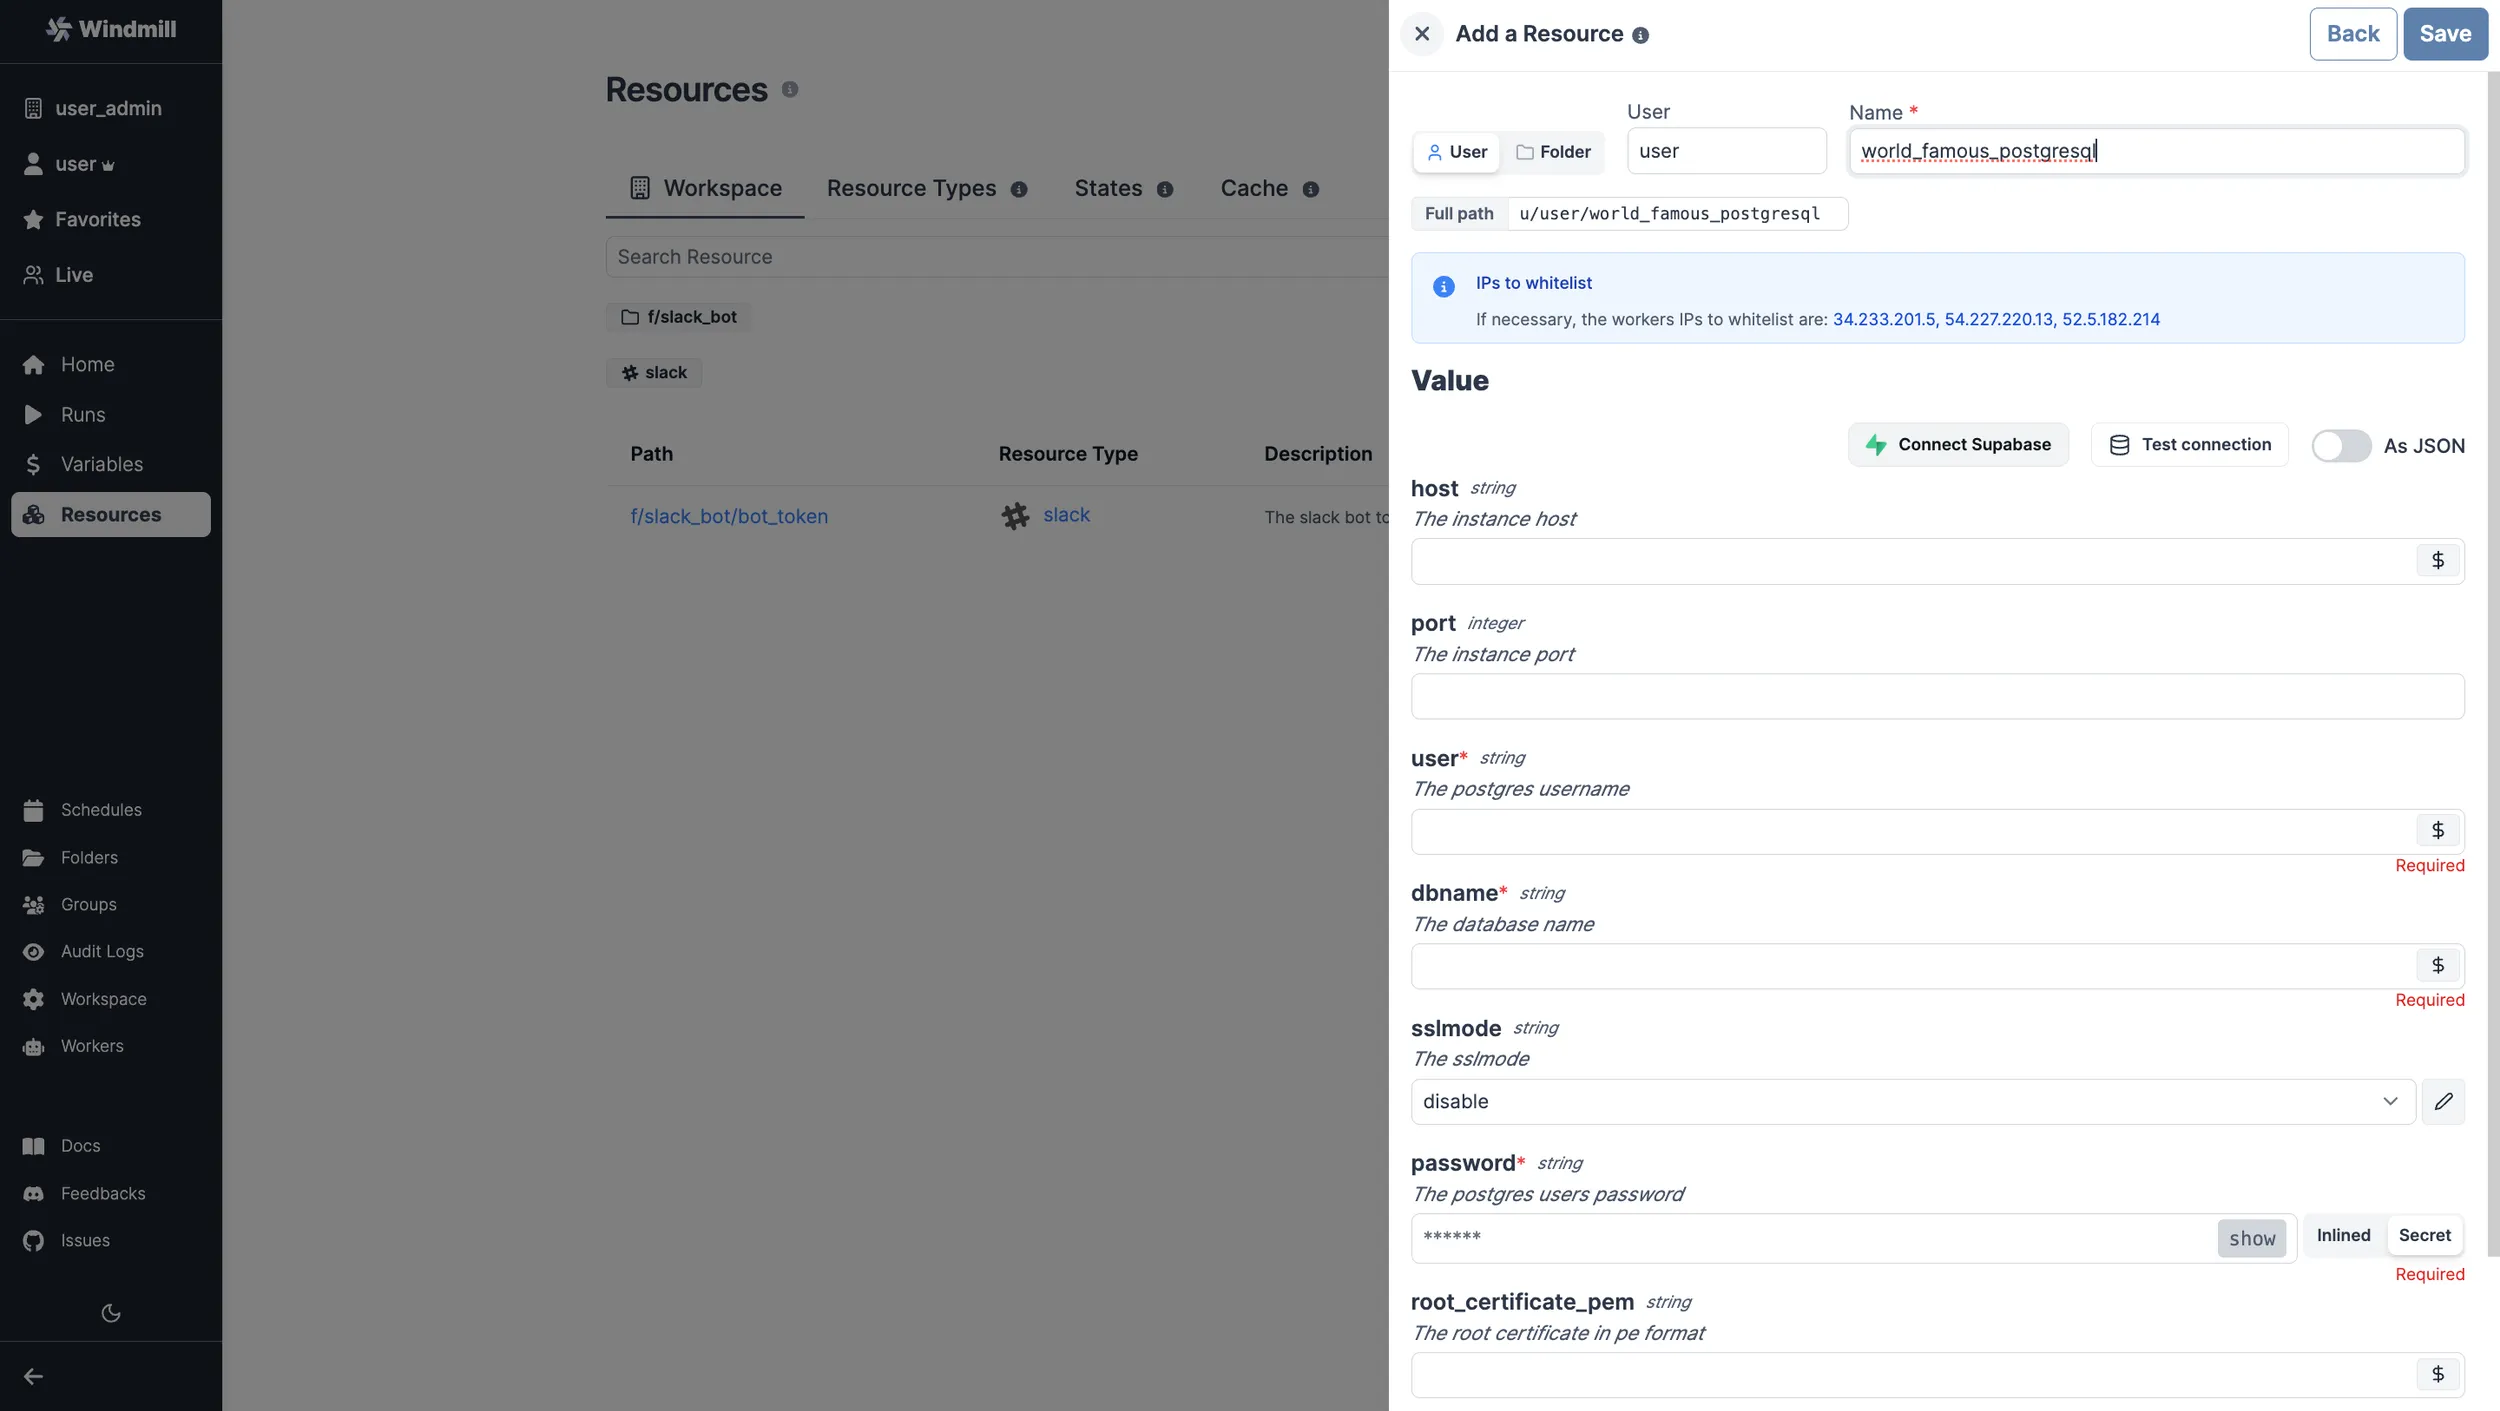 Windmill
user_admin
user
Favorites
Live
Home
Runs
Variables
Resources
Schedules
Folders
Groups
Audit Logs
Workspace
Workers
Docs
Feedbacks
Issues
Resources
Workspace
Resource Types
States
Cache
Search Resource
f/slack_bot
slack
Path Resource Type Description
f/slack_bot/bot_token slack The slack bot to
Add a Resource
Back
Save
User
Folder
User
user
Name *
world_famous_postgresql
Full path u/user/world_famous_postgresql
IPs to whitelist
If necessary, the workers IPs to whitelist are: 34.233.201.5, 54.227.220.13, 52.5.182.214
Value
Connect Supabase
Test connection
As JSON
host string
The instance host
$
port integer
The instance port
user* string
The postgres username
$
Required
dbname* string
The database name
$
Required
sslmode string
The sslmode
disable
password* string
The postgres users password
****** show Inlined Secret
Required
root_certificate_pem string
The root certificate in pe format
$